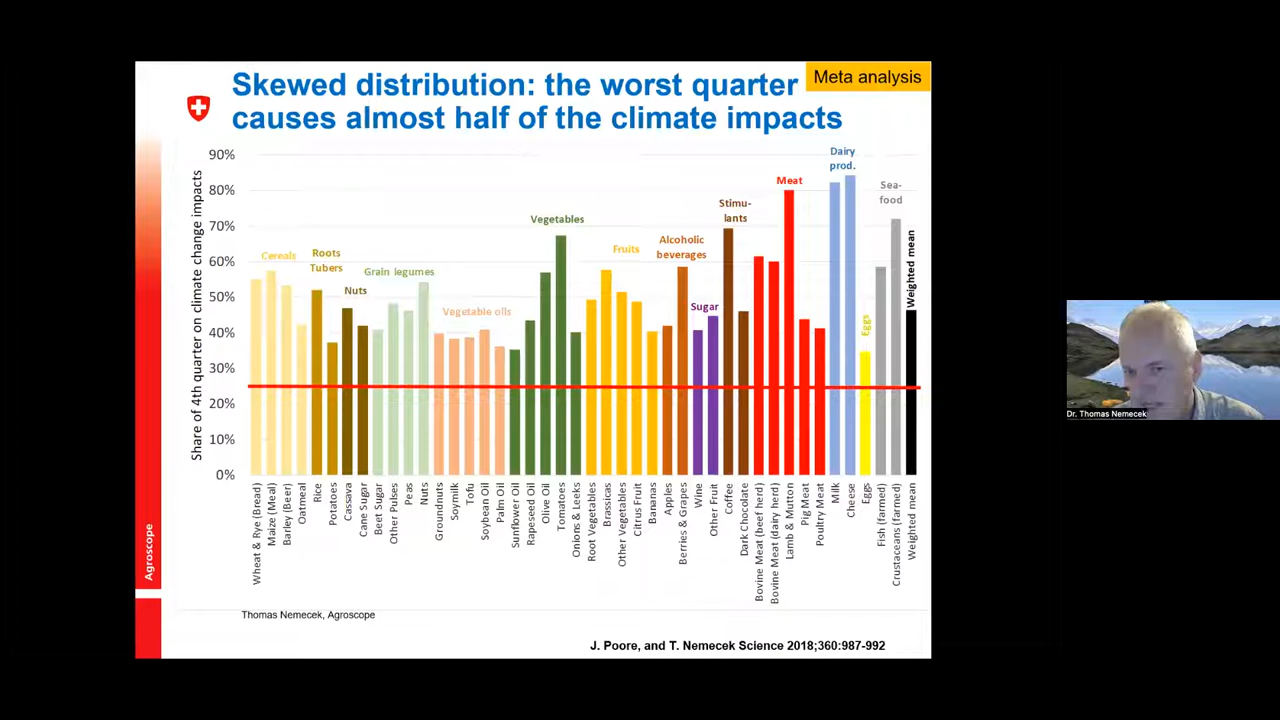 Skewed distribution: the worst quarter
causes almost half of the climate impacts
Meta analysis
Share of 4th quarter on climate change impacts
90%
80%
70%
60%
50%
40%
30%
20%
10%
0%
Cereals
Roots
Tubers
Nuts
Grain legumes
Vegetable oils
Vegetables
Fruits
Alcoholic
beverages
Sugar
Stimu-
lants
Meat
Dairy
prod.
Eggs
Sea-
food
Weighted mean
Wheat & Rye (Bread)
Maize (Meal)
Barley (Beer)
Oatmeal
Rice
Potatoes
Cassava
Cane Sugar
Beet Sugar
Other Pulses
Peas
Nuts
Groundnuts
Soymilk
Tofu
Soybean Oil
Palm Oil
Sunflower Oil
Rapeseed Oil
Olive Oil
Tomatoes
Onions & Leeks
Root Vegetables
Brassicas
Other Vegetables
Citrus Fruit
Bananas
Apples
Berries & Grapes
Wine
Other Fruit
Coffee
Dark Chocolate
Bovine Meat (beef herd)
Bovine Meat (dairy herd)
Lamb & Mutton
Pig Meat
Poultry Meat
Milk
Cheese
Eggs
Fish (farmed)
Crustaceans (farmed)
Weighted mean
Agroscope
Thomas Nemecek, Agroscope
J. Poore, and T. Nemecek Science 2018;360:987-992
Dr. Thomas Nemecek